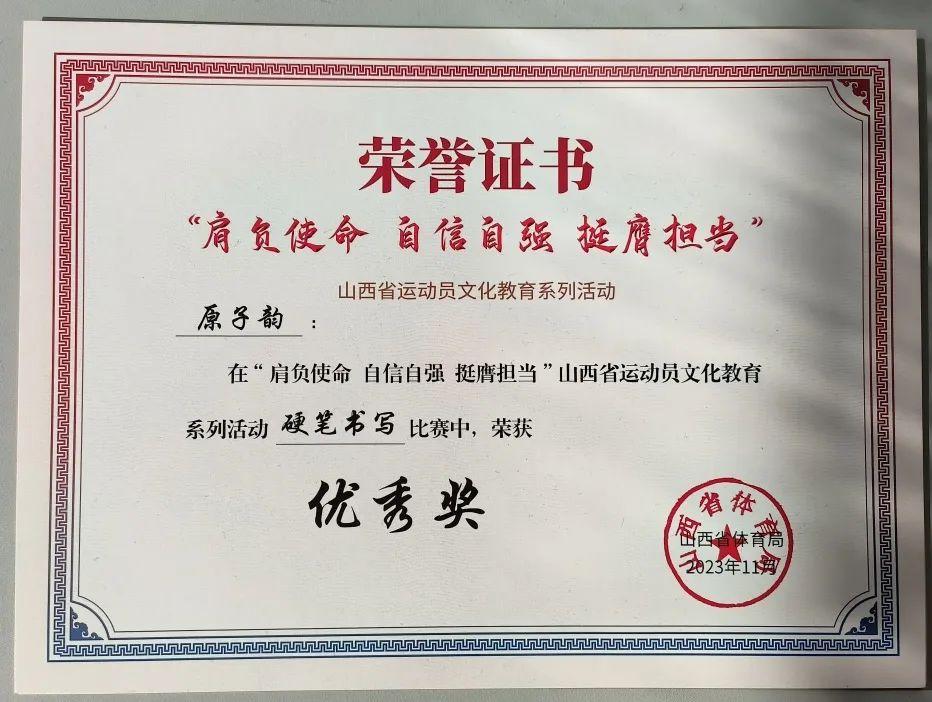 荣誉证书
“肩负使命 自信自强 挺膺担当”
山西省运动员文化教育系列活动
原子韵：
在“肩负使命 自信自强 挺膺担当”山西省运动员文化教育
系列活动 硬笔书写 比赛中，荣获
优秀奖
山西省体育局
山西省体育局
2023年11月